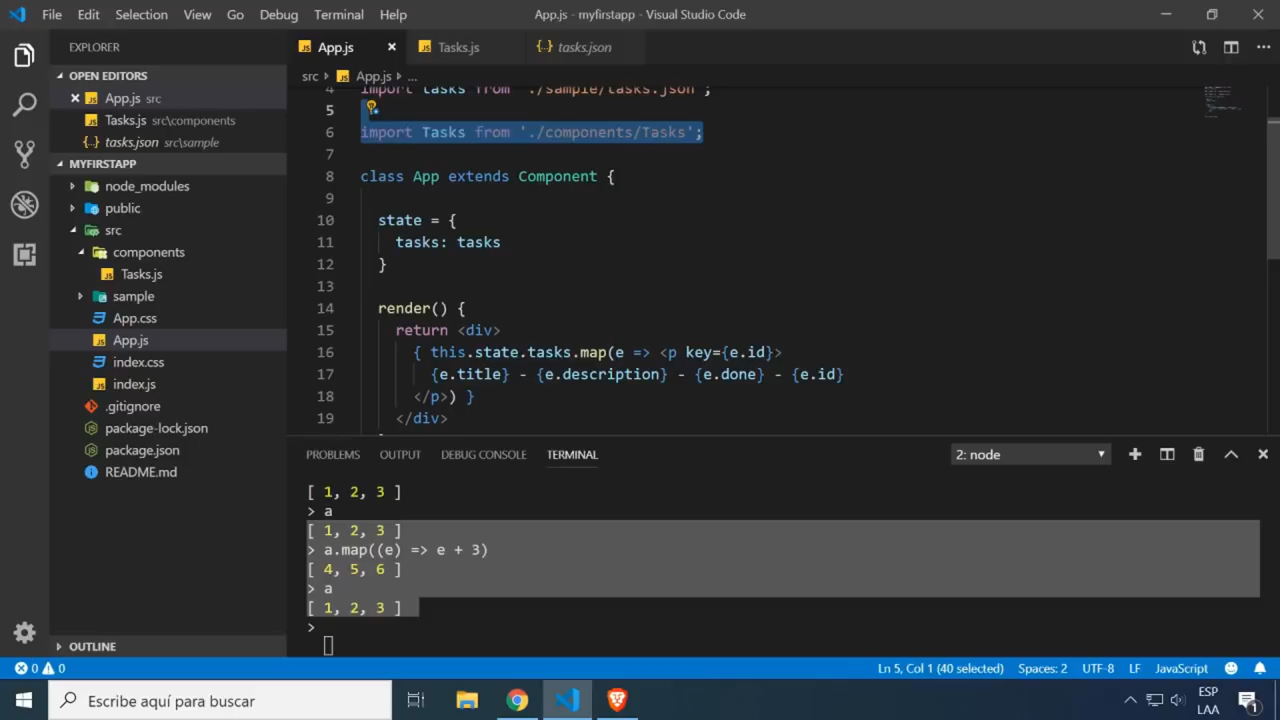 File Edit Selection View Go Debug Terminal Help App.js - myfirstapp - Visual Studio Code
EXPLORER
OPEN EDITORS
App.js src
Tasks.js src\components
tasks.json src\sample
MYFIRSTAPP
node_modules
public
src
components
Tasks.js
sample
App.css
App.js
index.css
index.js
.gitignore
package-lock.json
package.json
README.md
OUTLINE
App.js Tasks.js tasks.json
src App.js ...
4 import tasks from './sample/tasks.json';
5
6 import Tasks from './components/Tasks';
7
8 class App extends Component {
9
10 state = {
11 tasks: tasks
12 }
13
14 render() {
15 return <div>
16 { this.state.tasks.map(e => <p key={e.id}>
17 {e.title} - {e.description} - {e.done} - {e.id}
18 </p>) }
19 </div>
PROBLEMS OUTPUT DEBUG CONSOLE TERMINAL 2: node
[ 1, 2, 3 ]
> a
[ 1, 2, 3 ]
> a.map((e) => e + 3)
[ 4, 5, 6 ]
> a
[ 1, 2, 3 ]
>
0 0 Ln 5, Col 1 (40 selected) Spaces: 2 UTF-8 LF JavaScript
Escribe aquí para buscar
ESP
LAA
1